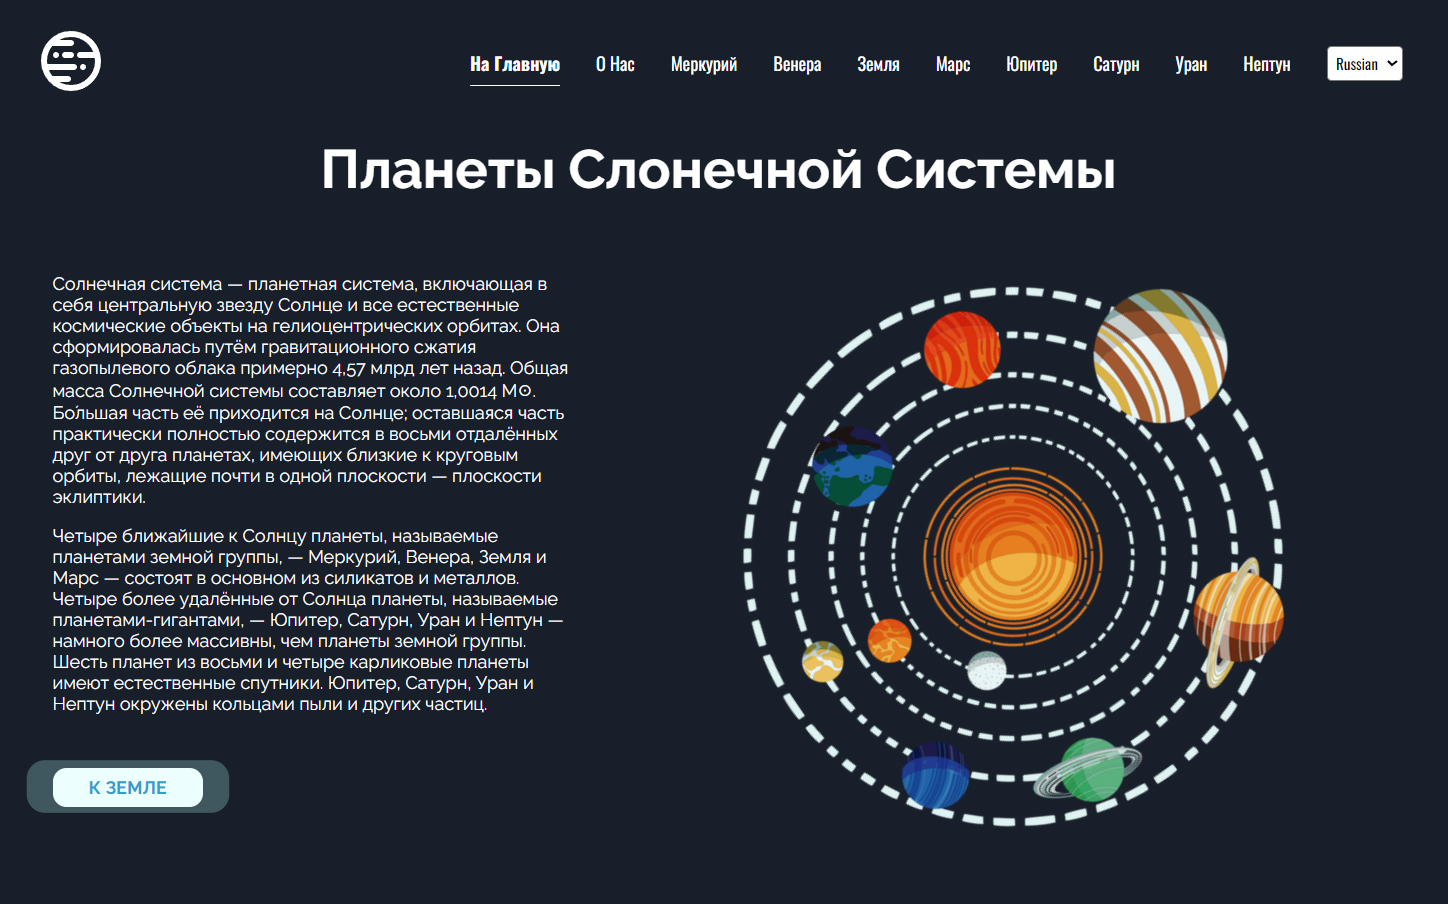 На Главную О Нас Меркурий Венера Земля Марс Юпитер Сатурн Уран Нептун Russian
Планеты Слонечной Системы
Солнечная система — планетная система, включающая в
себя центральную звезду Солнце и все естественные
космические объекты на гелиоцентрических орбитах. Она
сформировалась путём гравитационного сжатия
газопылевого облака примерно 4,57 млрд лет назад. Общая
масса Солнечной системы составляет около 1,0014 M⊙.
Бо́льшая часть её приходится на Солнце; оставшаяся часть
практически полностью содержится в восьми отдалённых
друг от друга планетах, имеющих близкие к круговым
орбиты, лежащие почти в одной плоскости — плоскости
эклиптики.
Четыре ближайшие к Солнцу планеты, называемые
планетами земной группы, — Меркурий, Венера, Земля и
Марс — состоят в основном из силикатов и металлов.
Четыре более удалённые от Солнца планеты, называемые
планетами-гигантами, — Юпитер, Сатурн, Уран и Нептун —
намного более массивны, чем планеты земной группы.
Шесть планет из восьми и четыре карликовые планеты
имеют естественные спутники. Юпитер, Сатурн, Уран и
Нептун окружены кольцами пыли и других частиц.
К ЗЕМЛЕ